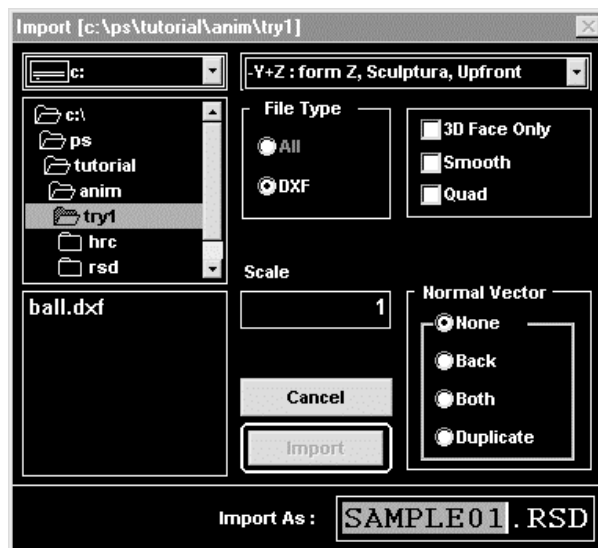 Import [c:\ps\tutorial\anim\try1]
c:
-Y+Z : form Z, Sculptura, Upfront
c:\
ps
tutorial
anim
try1
hrc
rsd
File Type
All
DXF
3D Face Only
Smooth
Quad
ball.dxf
Scale
1
Normal Vector
None
Back
Both
Duplicate
Cancel
Import
Import As :
SAMPLE01.RSD